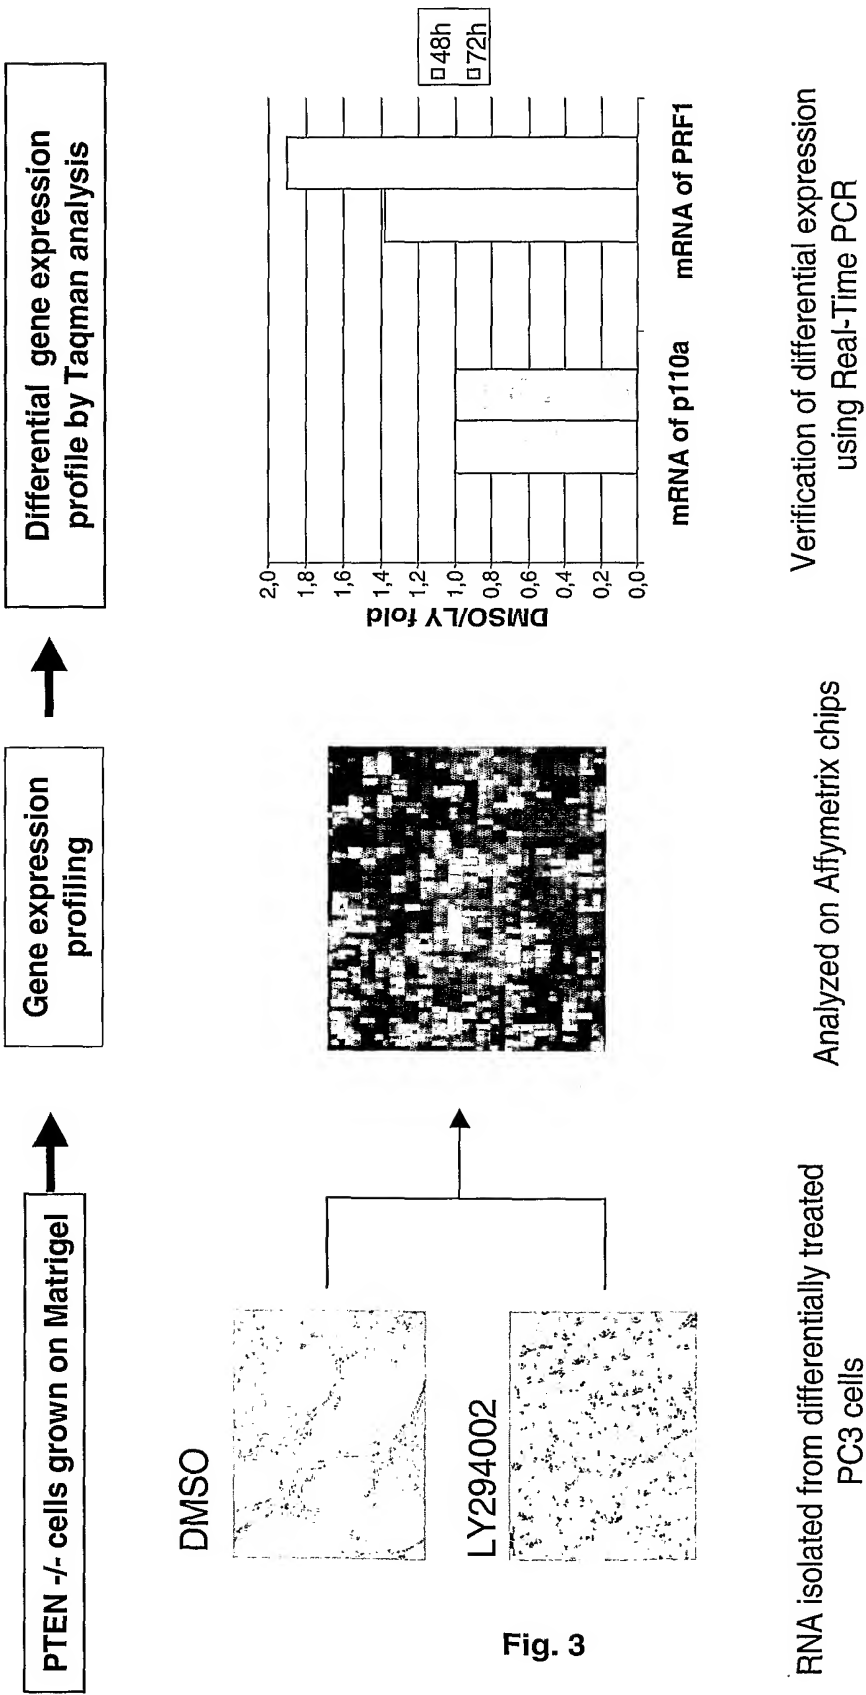 PTEN -/- cells grown on Matrigel
Gene expression
profiling
Differential gene expression
profile by Taqman analysis
DMSO
LY294002
DMSO/LY fold
2,0
1,8
1,6
1,4
1,2
1,0
0,8
0,6
0,4
0,2
0,0
mRNA of p110a
mRNA of PRF1
48h
72h
RNA isolated from differentially treated
PC3 cells
Analyzed on Affymetrix chips
Verification of differential expression
using Real-Time PCR
Fig. 3